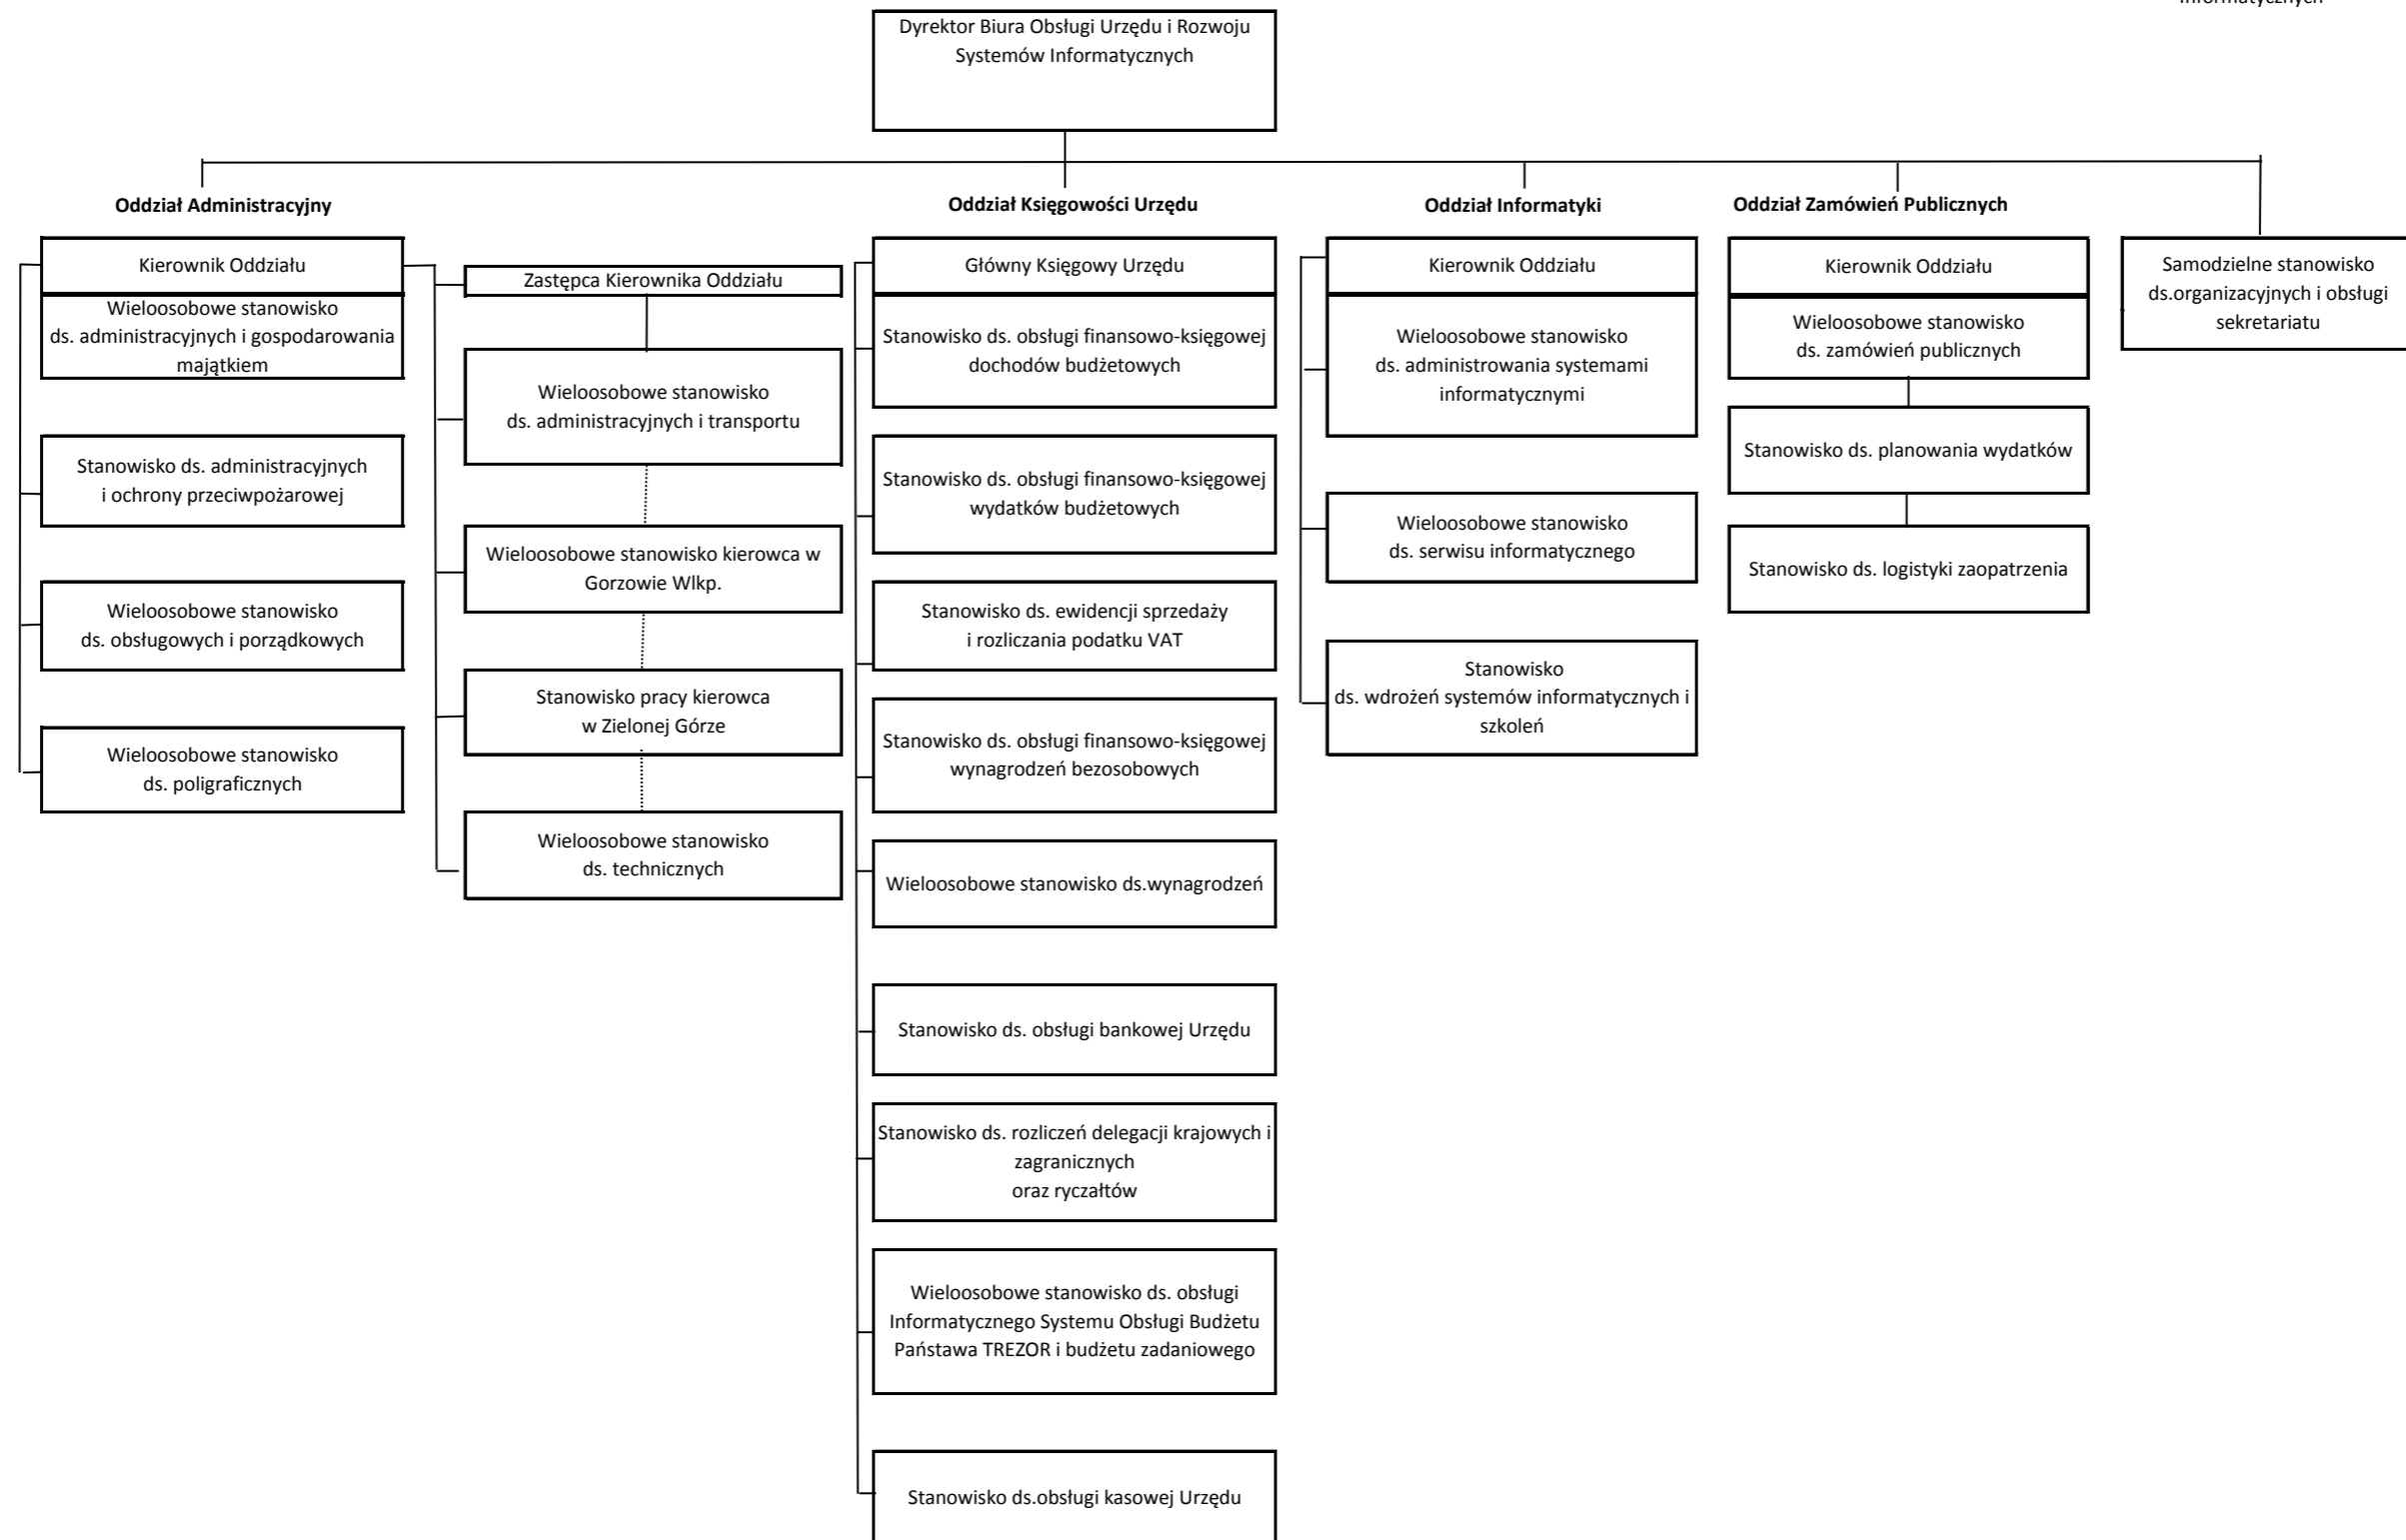 Informatycznych
Dyrektor Biura Obsługi Urzędu i Rozwoju
Systemów Informatycznych
Oddział Administracyjny
Kierownik Oddziału
Wieloosobowe stanowisko
ds. administracyjnych i gospodarowania
majątkiem
Stanowisko ds. administracyjnych
i ochrony przeciwpożarowej
Wieloosobowe stanowisko
ds. obsługowych i porządkowych
Wieloosobowe stanowisko
ds. poligraficznych
Zastępca Kierownika Oddziału
Wieloosobowe stanowisko
ds. administracyjnych i transportu
Wieloosobowe stanowisko kierowca w
Gorzowie Wlkp.
Stanowisko pracy kierowca
w Zielonej Górze
Wieloosobowe stanowisko
ds. technicznych
Oddział Księgowości Urzędu
Główny Księgowy Urzędu
Stanowisko ds. obsługi finansowo-księgowej
dochodów budżetowych
Stanowisko ds. obsługi finansowo-księgowej
wydatków budżetowych
Stanowisko ds. ewidencji sprzedaży
i rozliczania podatku VAT
Stanowisko ds. obsługi finansowo-księgowej
wynagrodzeń bezosobowych
Wieloosobowe stanowisko ds.wynagrodzeń
Stanowisko ds. obsługi bankowej Urzędu
Stanowisko ds. rozliczeń delegacji krajowych i
zagranicznych
oraz ryczałtów
Wieloosobowe stanowisko ds. obsługi
Informatycznego Systemu Obsługi Budżetu
Państawa TREZOR i budżetu zadaniowego
Stanowisko ds.obsługi kasowej Urzędu
Oddział Informatyki
Kierownik Oddziału
Wieloosobowe stanowisko
ds. administrowania systemami
informatycznymi
Wieloosobowe stanowisko
ds. serwisu informatycznego
Stanowisko
ds. wdrożeń systemów informatycznych i
szkoleń
Oddział Zamówień Publicznych
Kierownik Oddziału
Wieloosobowe stanowisko
ds. zamówień publicznych
Stanowisko ds. planowania wydatków
Stanowisko ds. logistyki zaopatrzenia
Samodzielne stanowisko
ds.organizacyjnych i obsługi
sekretariatu